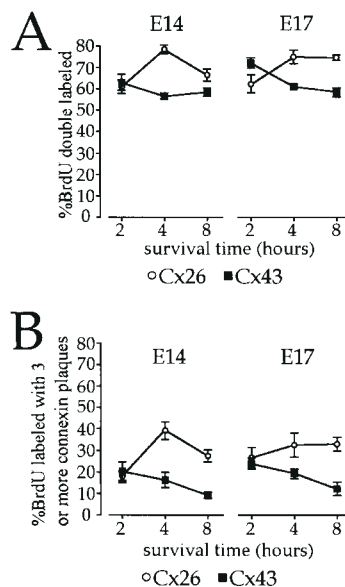 A
E14 E17
%BrdU double labeled
80
70
60
50
40
30
20
10
0
2 4 8 2 4 8
survival time (hours)
Cx26 Cx43
B
E14 E17
%BrdU labeled with 3
or more connexin plaques
80
70
60
50
40
30
20
10
0
2 4 8 2 4 8
survival time (hours)
Cx26 Cx43